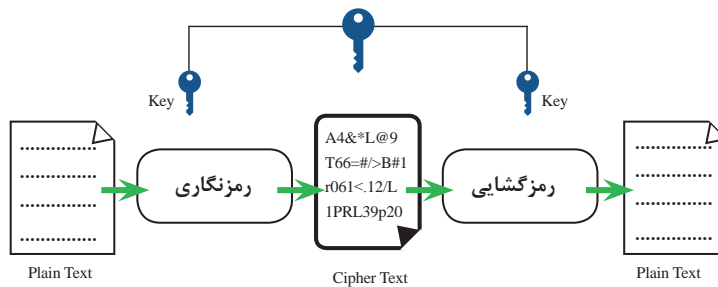 Key
Key
A4&*L@9
T66=#/>B#1
رمزنگاری
r061<.12/L
رمزگشایی
1PRL39p20
Plain Text
Cipher Text
Plain Text